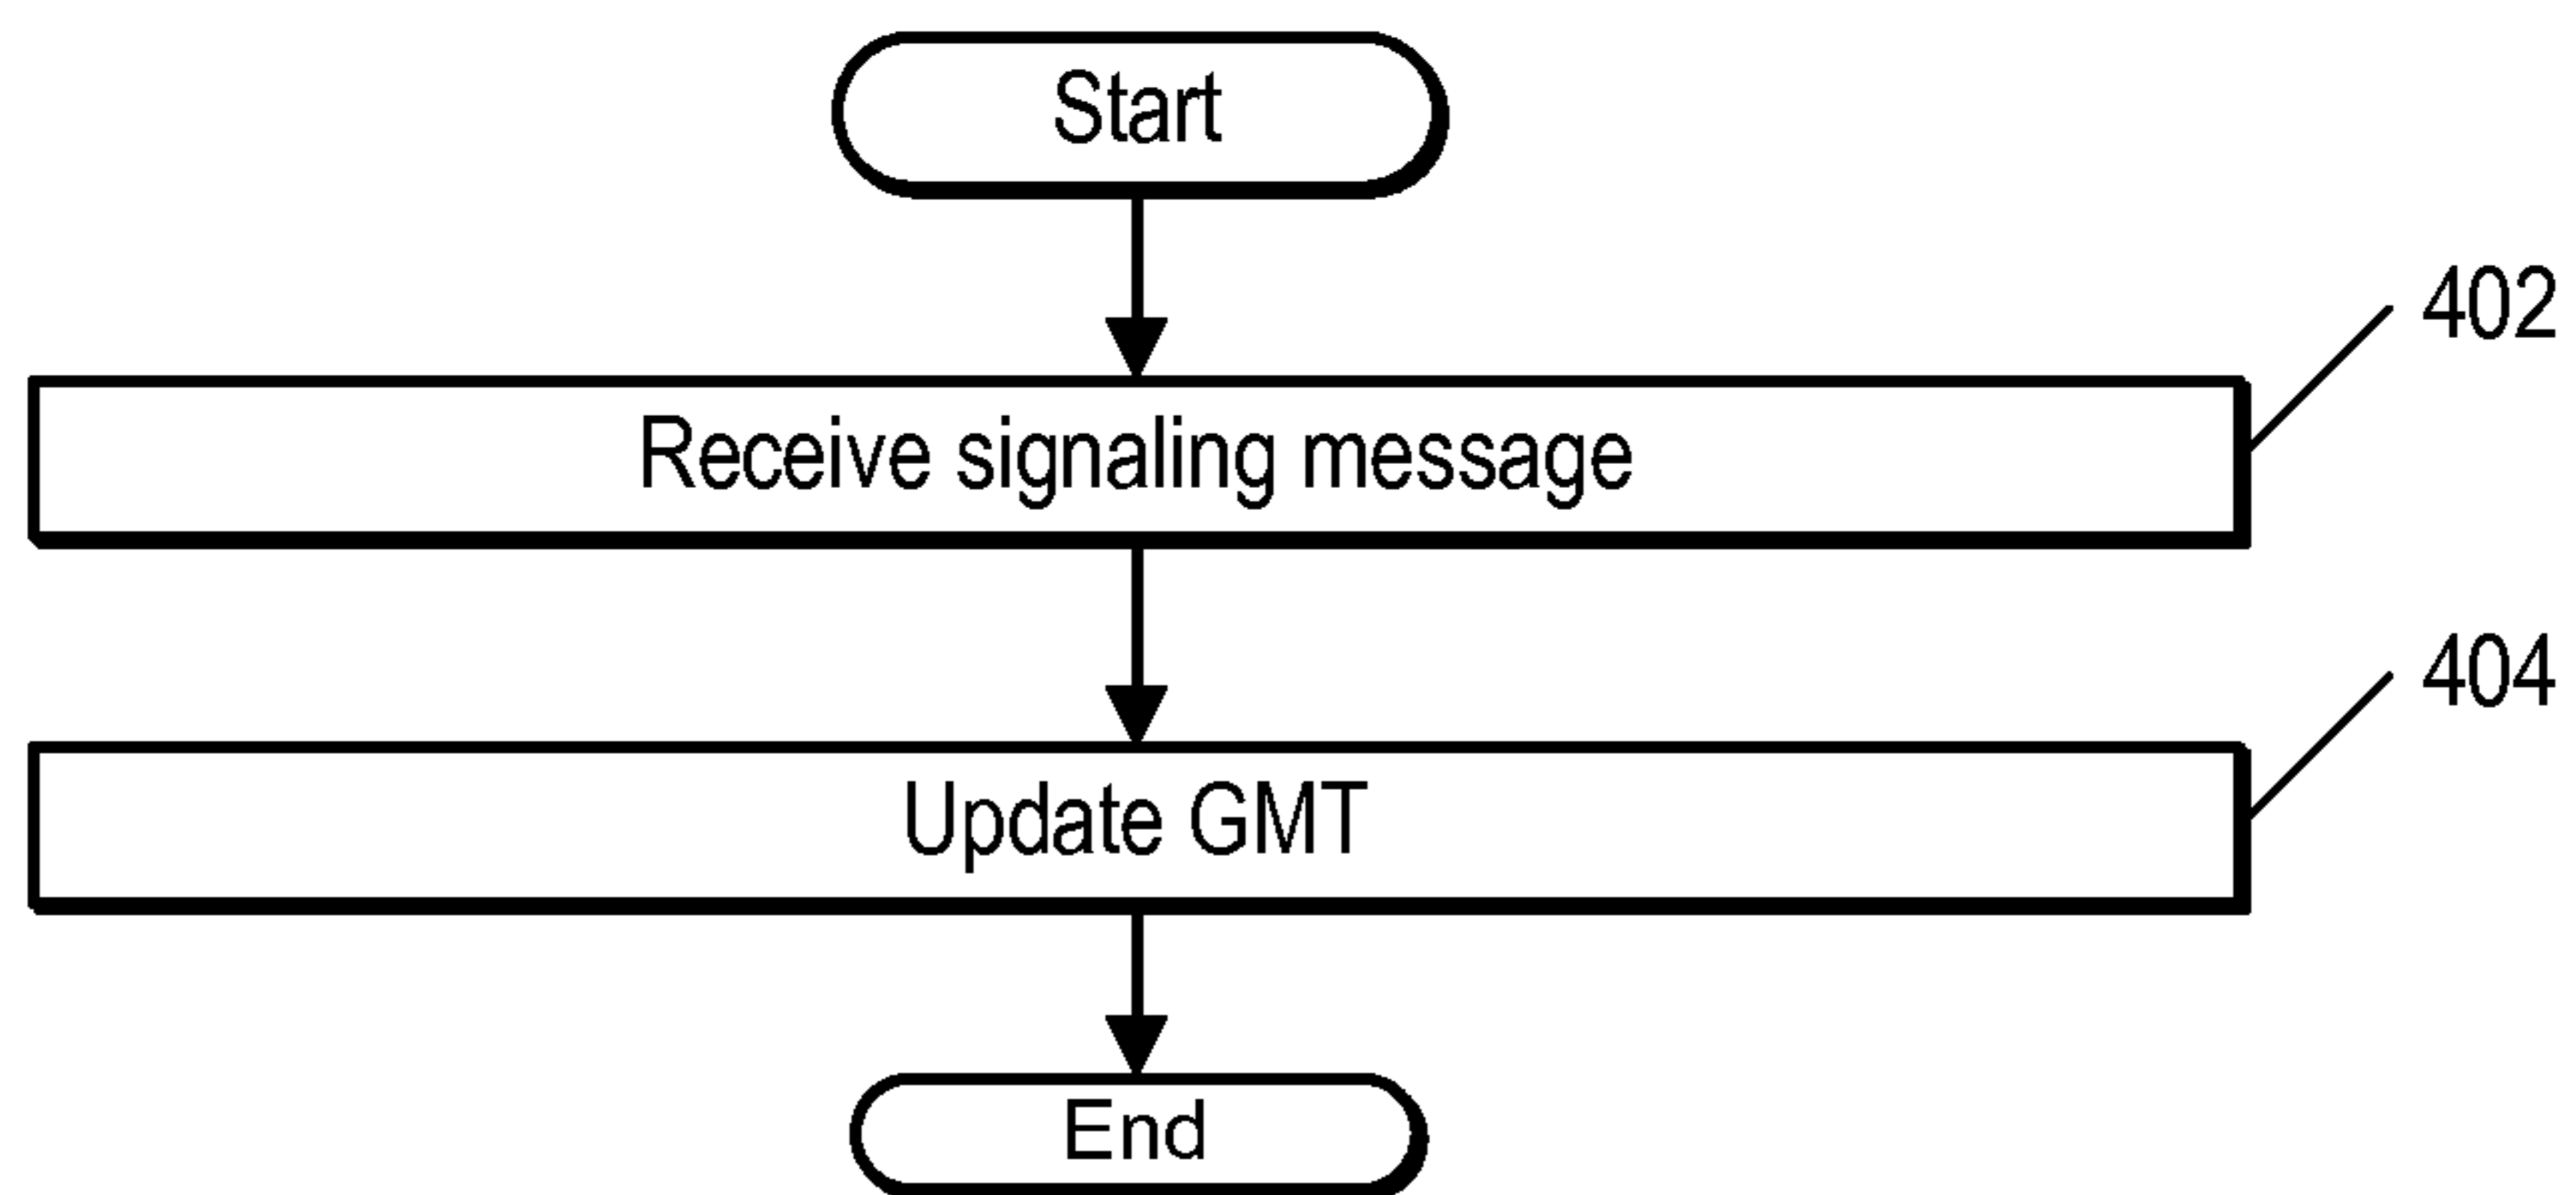 Start
402
Receive signaling message
404
Update GMT
End